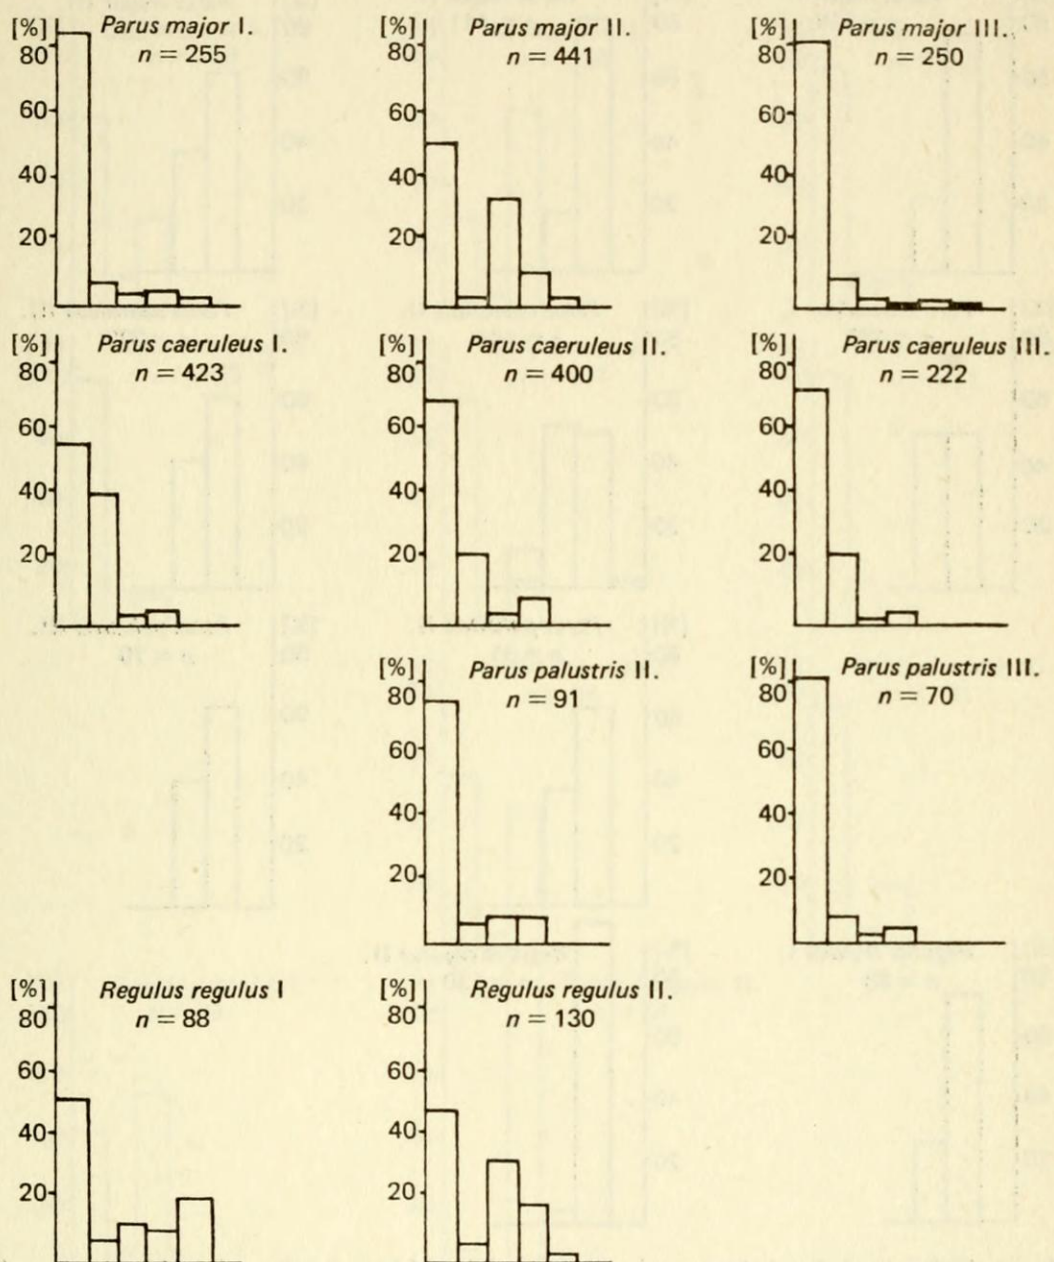 [%] Parus major I.
n = 255
80
60
40
20
[%] Parus major II.
n = 441
80
60
40
20
[%] Parus major III.
n = 250
80
60
40
20
[%] Parus caeruleus I.
n = 423
80
60
40
20
[%] Parus caeruleus II.
n = 400
80
60
40
20
[%] Parus caeruleus III.
n = 222
80
60
40
20
[%] Parus palustris II.
n = 91
80
60
40
20
[%] Parus palustris III.
n = 70
80
60
40
20
[%] Regulus regulus I
n = 88
80
60
40
20
[%] Regulus regulus II.
n = 130
80
60
40
20